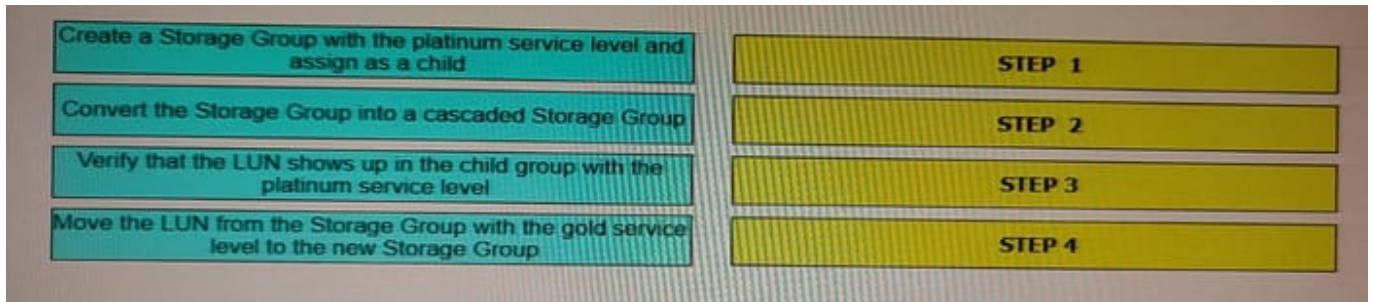 Create a Storage Group with the platinum service level and
assign as a child
STEP 1
Convert the Storage Group into a cascaded Storage Group
STEP 2
Verify that the LUN shows up in the child group with the
platinum service level
STEP 3
Move the LUN from the Storage Group with the gold service
level to the new Storage Group
STEP 4